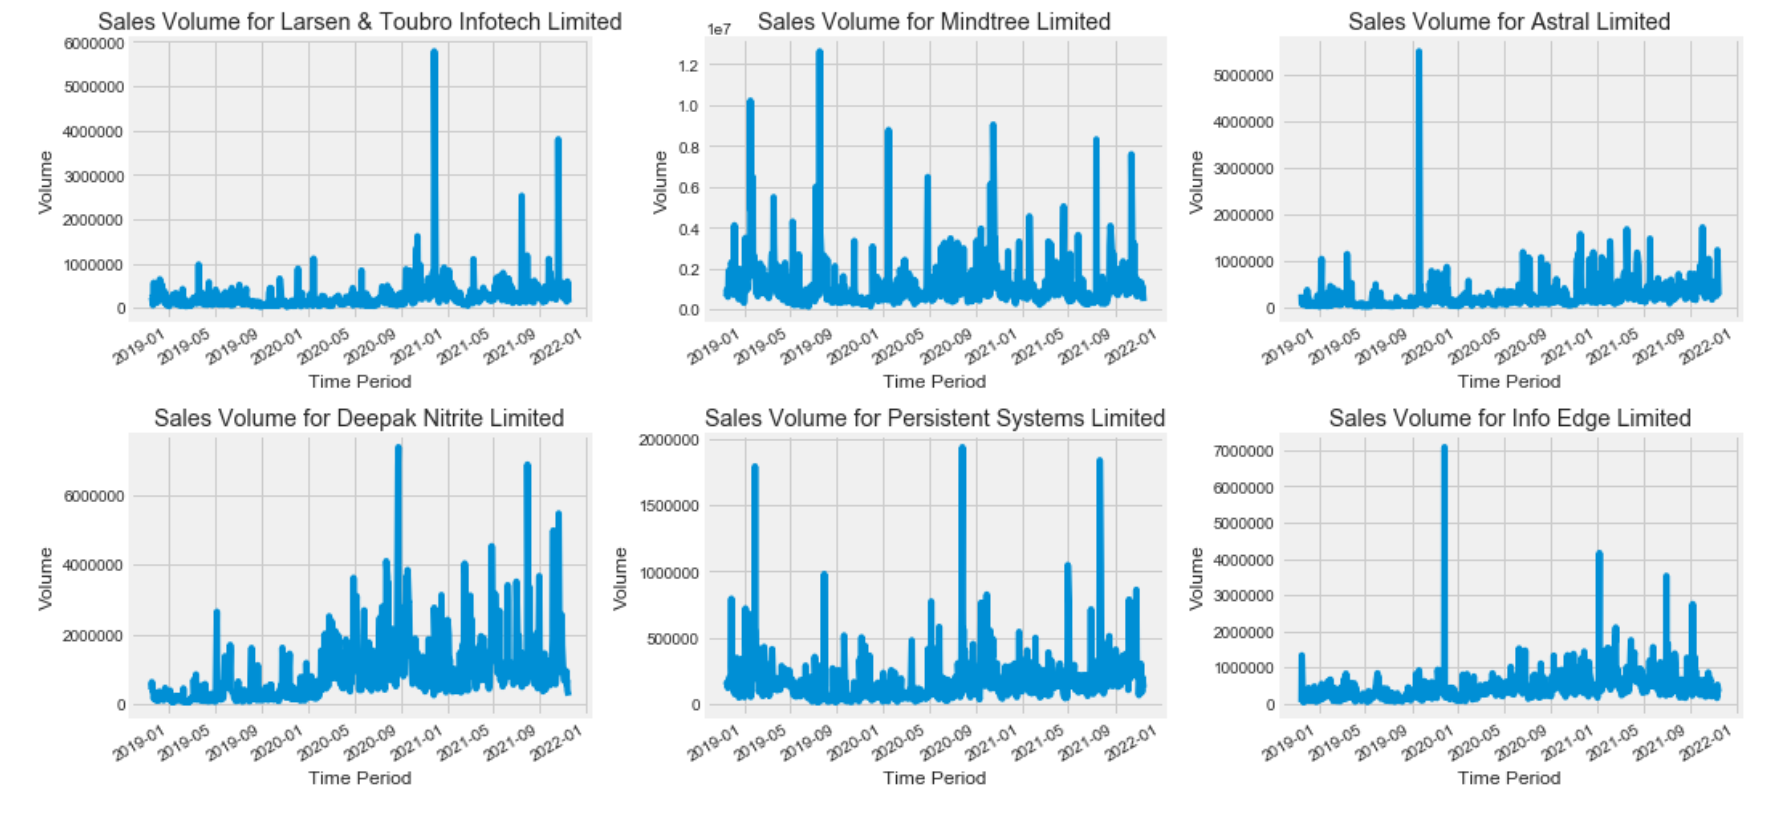 Sales Volume for Larsen & Toubro Infotech Limited
6000000
5000000
4000000
3000000
2000000
1000000
0
Volume
2019-01 2019-05 2019-09 2020-01 2020-05 2020-09 2021-01 2021-05 2021-09 2022-01
Time Period
Sales Volume for Mindtree Limited
1e7
1.2
1.0
0.8
0.6
0.4
0.2
0.0
Volume
2019-01 2019-05 2019-09 2020-01 2020-05 2020-09 2021-01 2021-05 2021-09 2022-01
Time Period
Sales Volume for Astral Limited
5000000
4000000
3000000
2000000
1000000
0
Volume
2019-01 2019-05 2019-09 2020-01 2020-05 2020-09 2021-01 2021-05 2021-09 2022-01
Time Period
Sales Volume for Deepak Nitrite Limited
6000000
4000000
2000000
0
Volume
2019-01 2019-05 2019-09 2020-01 2020-05 2020-09 2021-01 2021-05 2021-09 2022-01
Time Period
Sales Volume for Persistent Systems Limited
2000000
1500000
1000000
500000
0
Volume
2019-01 2019-05 2019-09 2020-01 2020-05 2020-09 2021-01 2021-05 2021-09 2022-01
Time Period
Sales Volume for Info Edge Limited
7000000
6000000
5000000
4000000
3000000
2000000
1000000
0
Volume
2019-01 2019-05 2019-09 2020-01 2020-05 2020-09 2021-01 2021-05 2021-09 2022-01
Time Period